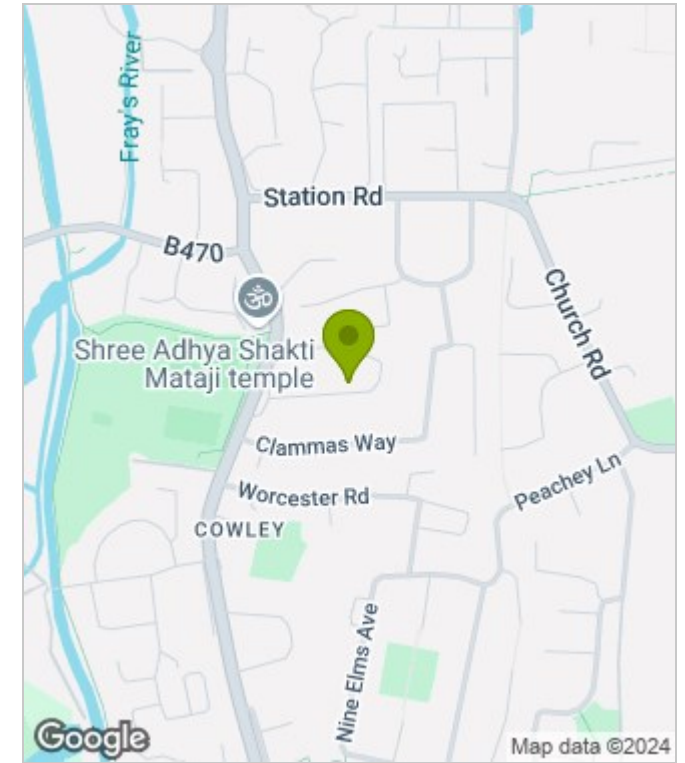 Fray's River
Station Rd
B470
Church Rd
ॐ
Shree Adhya Shakti
Mataji temple
Clammas Way
Peachey Ln
Worcester Rd
COWLEY
Nine Elms Ave
Google
Map data ©2024